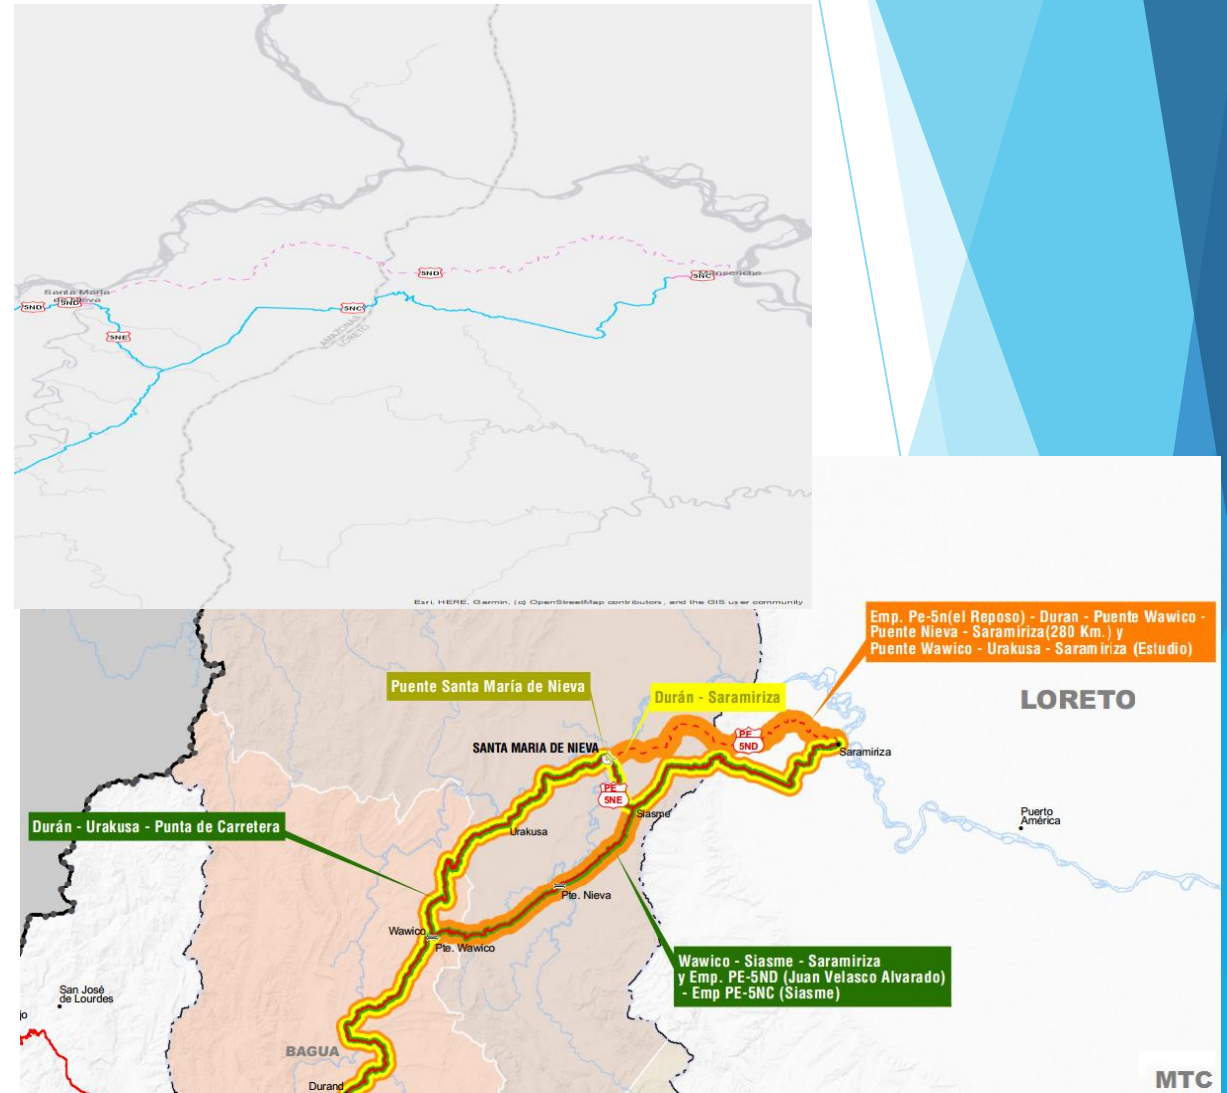 Santa Maria
de Nieva
5ND
5ND
5NE
5NC
5ND
5NC
AMAZONAS
LORETO
Esri, HERE, Garmin, (c) OpenStreetMap contributors, and the GIS user community
Emp. Pe-5n(el Reposo) - Duran - Puente Wawico -
Puente Nieva - Saramiriza(280 Km.) y
Puente Wawico - Urakusa - Saramiriza (Estudio)
Puente Santa María de Nieva
Durán - Saramiriza
LORETO
SANTA MARIA DE NIEVA
PE
5ND
Saramiriza
PE
5NE
Siasme
Puerto
América
Durán - Urakusa - Punta de Carretera
Urakusa
Pte. Nieva
Wawico
Pte. Wawico
Wawico - Siasme - Saramiriza
y Emp. PE-5ND (Juan Velasco Alvarado)
- Emp PE-5NC (Siasme)
San José
de Lourdes
jo
BAGUA
Durand
MTC